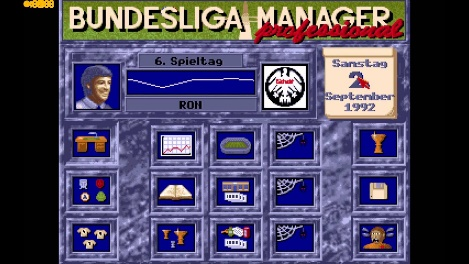 BUNDESLIGA MANAGER
professional
6. Spieltag
Samstag
2
September
1992
RON